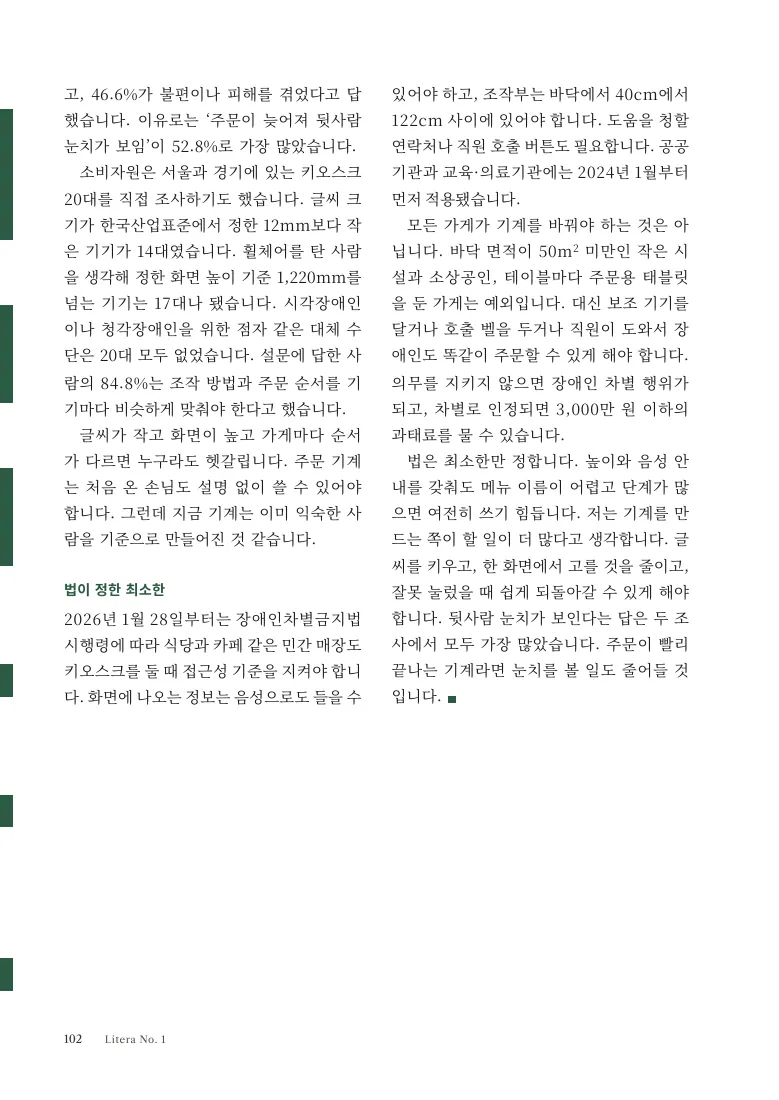 고, 46.6%가 불편이나 피해를 겪었다고 답
했습니다. 이유로는 ‘주문이 늦어져 뒷사람
눈치가 보임’이 52.8%로 가장 많았습니다.
소비자원은 서울과 경기에 있는 키오스크
20대를 직접 조사하기도 했습니다. 글씨 크
기가 한국산업표준에서 정한 12mm보다 작
은 기기가 14대였습니다. 휠체어를 탄 사람
을 생각해 정한 화면 높이 기준 1,220mm를
넘는 기기는 17대나 됐습니다. 시각장애인
이나 청각장애인을 위한 점자 같은 대체 수
단은 20대 모두 없었습니다. 설문에 답한 사
람의 84.8%는 조작 방법과 주문 순서를 기
기마다 비슷하게 맞춰야 한다고 했습니다.
글씨가 작고 화면이 높고 가게마다 순서
가 다르면 누구라도 헷갈립니다. 주문 기계
는 처음 온 손님도 설명 없이 쓸 수 있어야
합니다. 그런데 지금 기계는 이미 익숙한 사
람을 기준으로 만들어진 것 같습니다.
법이 정한 최소한
2026년 1월 28일부터는 장애인차별금지법
시행령에 따라 식당과 카페 같은 민간 매장도
키오스크를 둘 때 접근성 기준을 지켜야 합니
다. 화면에 나오는 정보는 음성으로도 들을 수
있어야 하고, 조작부는 바닥에서 40cm에서
122cm 사이에 있어야 합니다. 도움을 청할
연락처나 직원 호출 버튼도 필요합니다. 공공
기관과 교육·의료기관에는 2024년 1월부터
먼저 적용됐습니다.
모든 가게가 기계를 바꿔야 하는 것은 아
닙니다. 바닥 면적이 50m² 미만인 작은 시
설과 소상공인, 테이블마다 주문용 태블릿
을 둔 가게는 예외입니다. 대신 보조 기기를
달거나 호출 벨을 두거나 직원이 도와서 장
애인도 똑같이 주문할 수 있게 해야 합니다.
의무를 지키지 않으면 장애인 차별 행위가
되고, 차별로 인정되면 3,000만 원 이하의
과태료를 물 수 있습니다.
법은 최소한만 정합니다. 높이와 음성 안
내를 갖춰도 메뉴 이름이 어렵고 단계가 많
으면 여전히 쓰기 힘듭니다. 저는 기계를 만
드는 쪽이 할 일이 더 많다고 생각합니다. 글
씨를 키우고, 한 화면에서 고를 것을 줄이고,
잘못 눌렀을 때 쉽게 되돌아갈 수 있게 해야
합니다. 뒷사람 눈치가 보인다는 답은 두 조
사에서 모두 가장 많았습니다. 주문이 빨리
끝나는 기계라면 눈치를 볼 일도 줄어들 것
입니다.
102 Litera No. 1